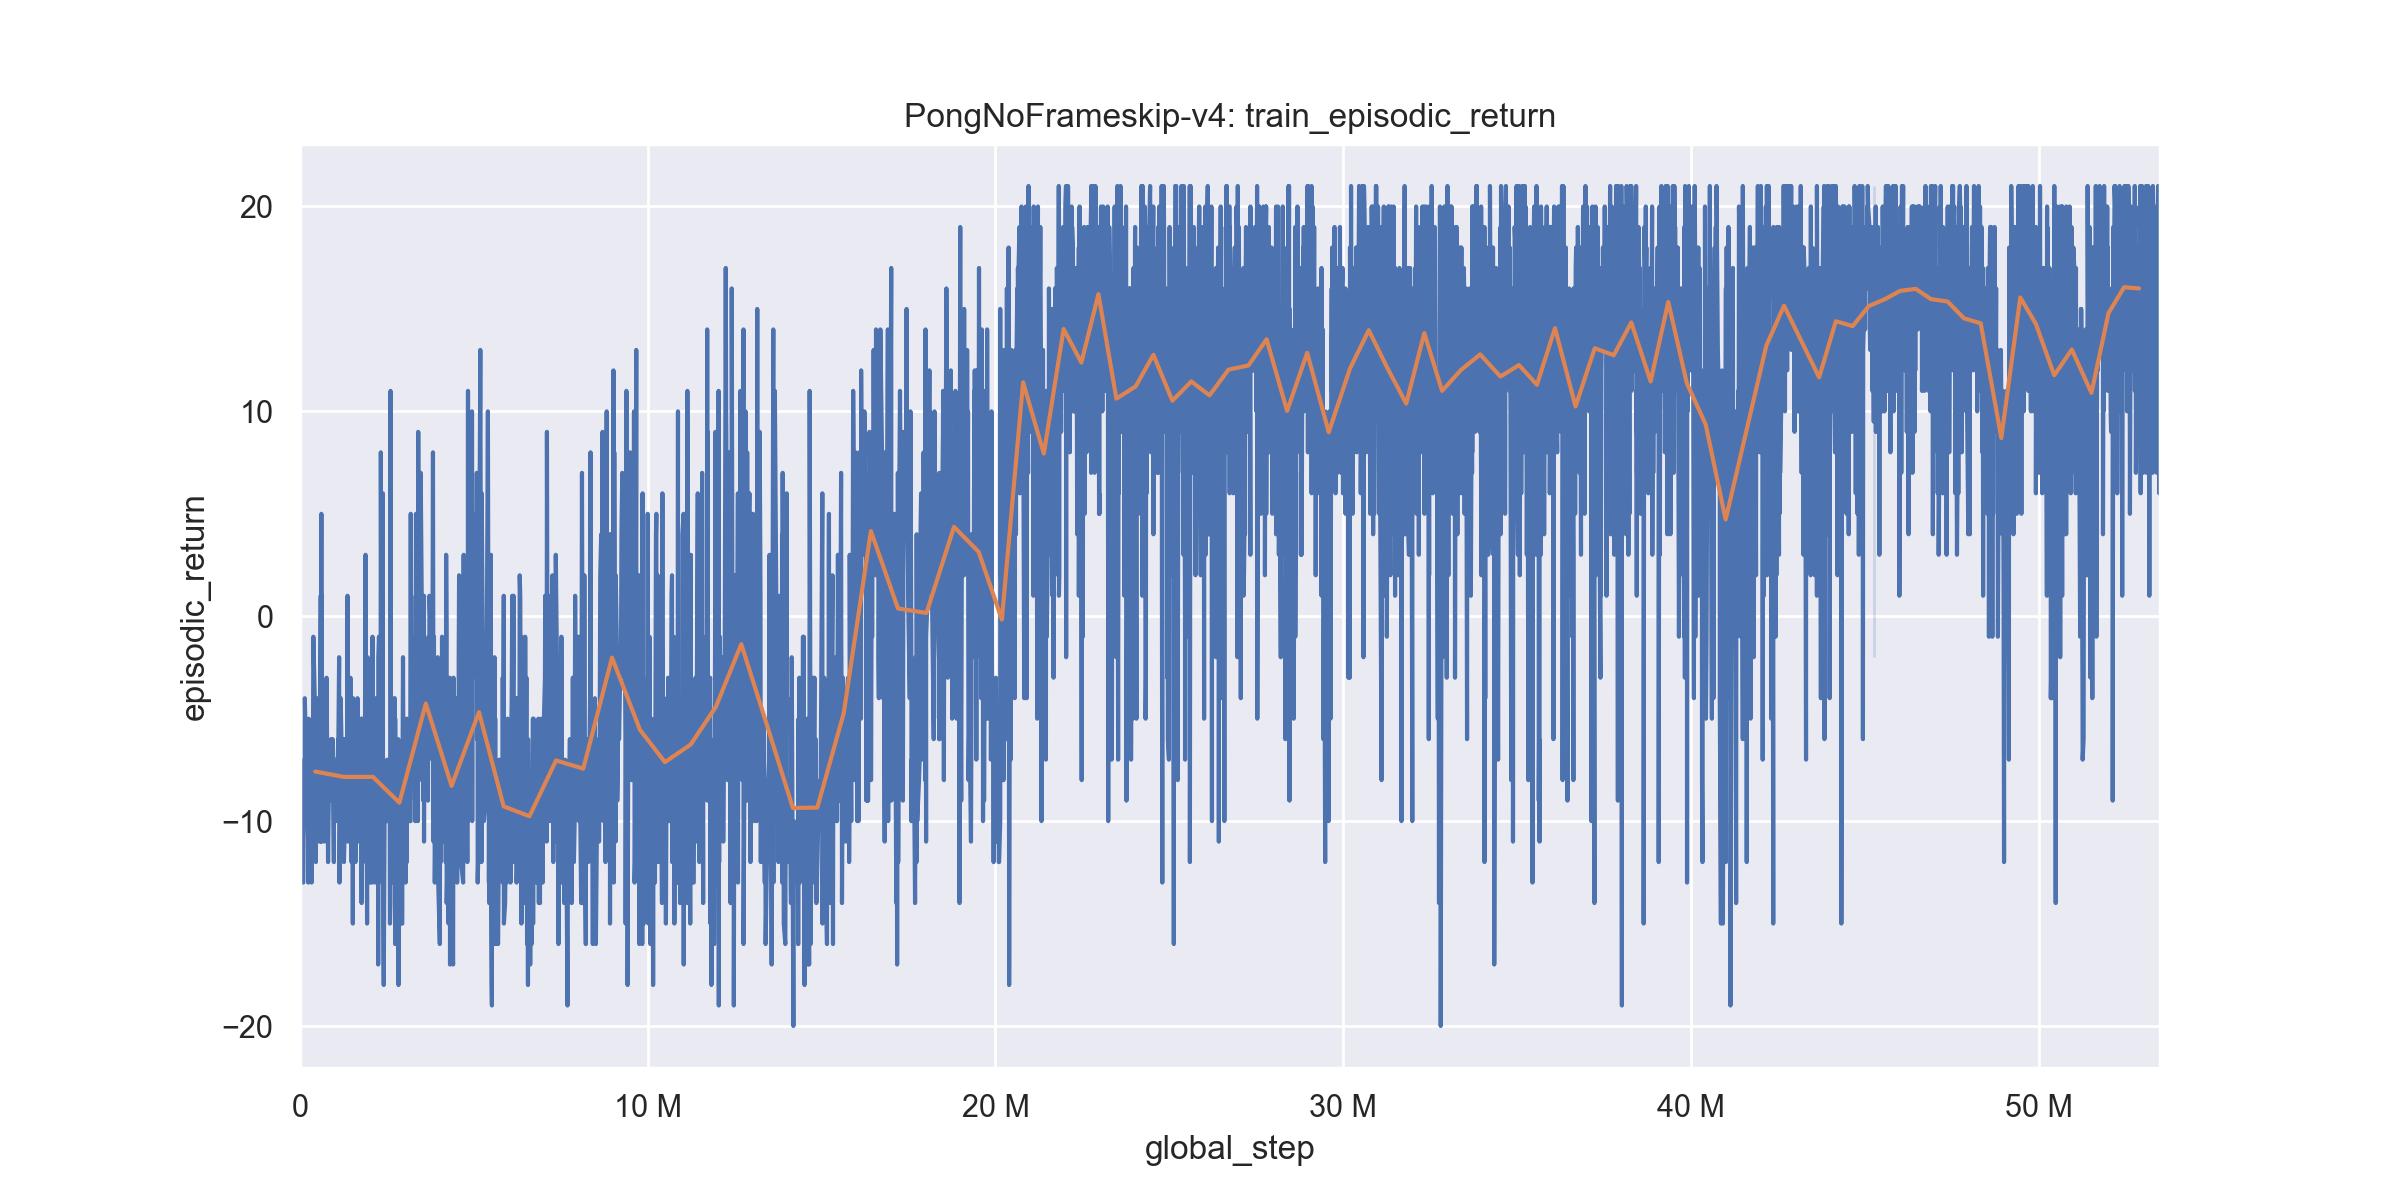 PongNoFrameskip-v4: train_episodic_return
20
10
0
−10
−20
episodic_return
0
10 M
20 M
30 M
40 M
50 M
global_step